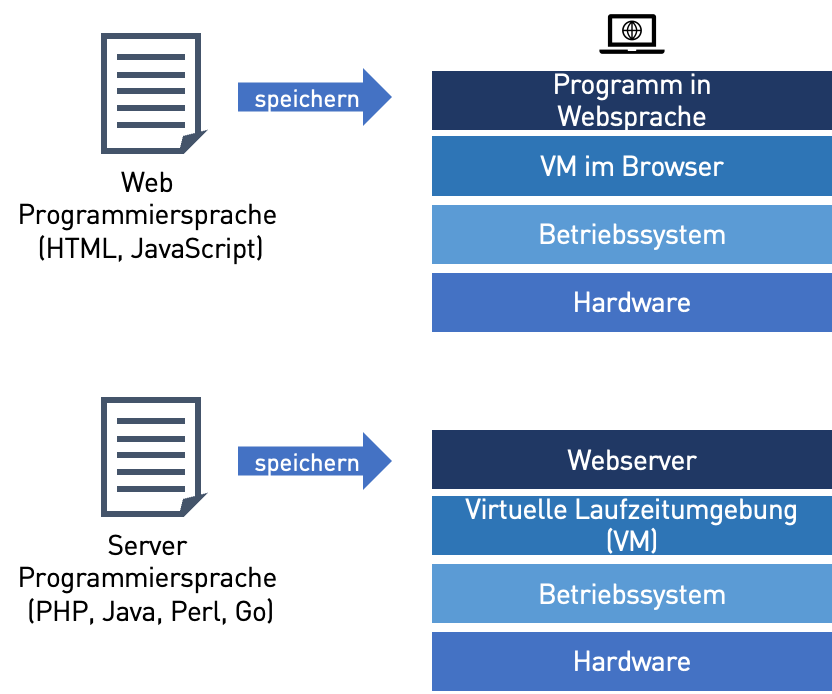 speichern
Programm in
Websprache
VM im Browser
Betriebssystem
Hardware
Web
Programmiersprache
(HTML, JavaScript)
speichern
Webserver
Virtuelle Laufzeitumgebung
(VM)
Betriebssystem
Hardware
Server
Programmiersprache
(PHP, Java, Perl, Go)